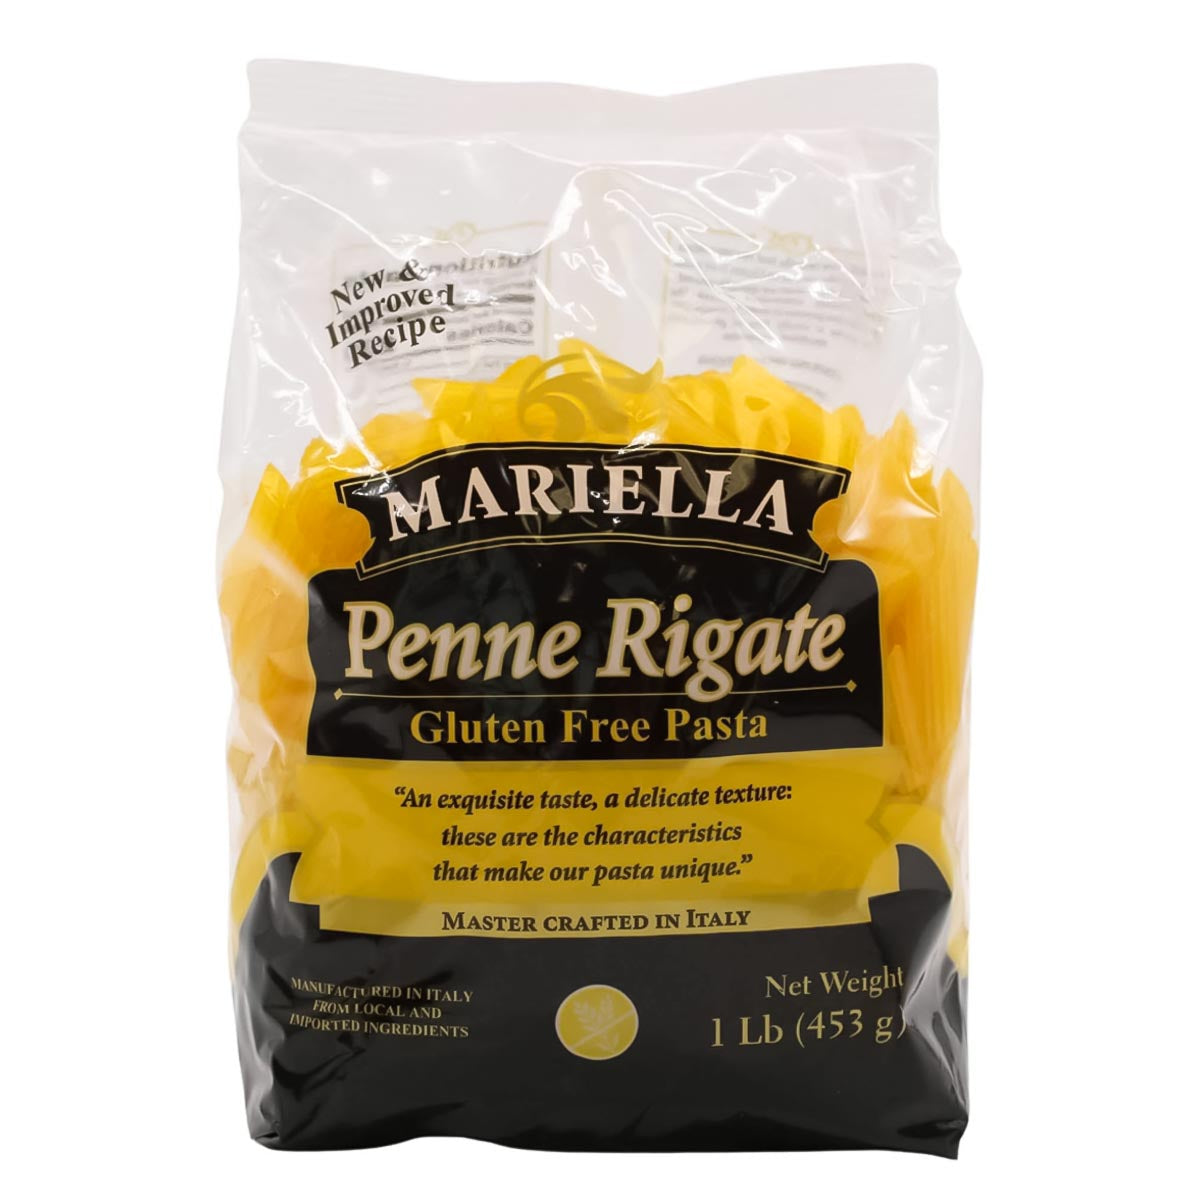 New &
Improved
Recipe
MARIELLA
Penne Rigate
Gluten Free Pasta
“An exquisite taste, a delicate texture:
these are the characteristics
that make our pasta unique.”
MASTER CRAFTED IN ITALY
MANUFACTURED IN ITALY
FROM LOCAL AND
IMPORTED INGREDIENTS
Net Weight
1 Lb (453 g)